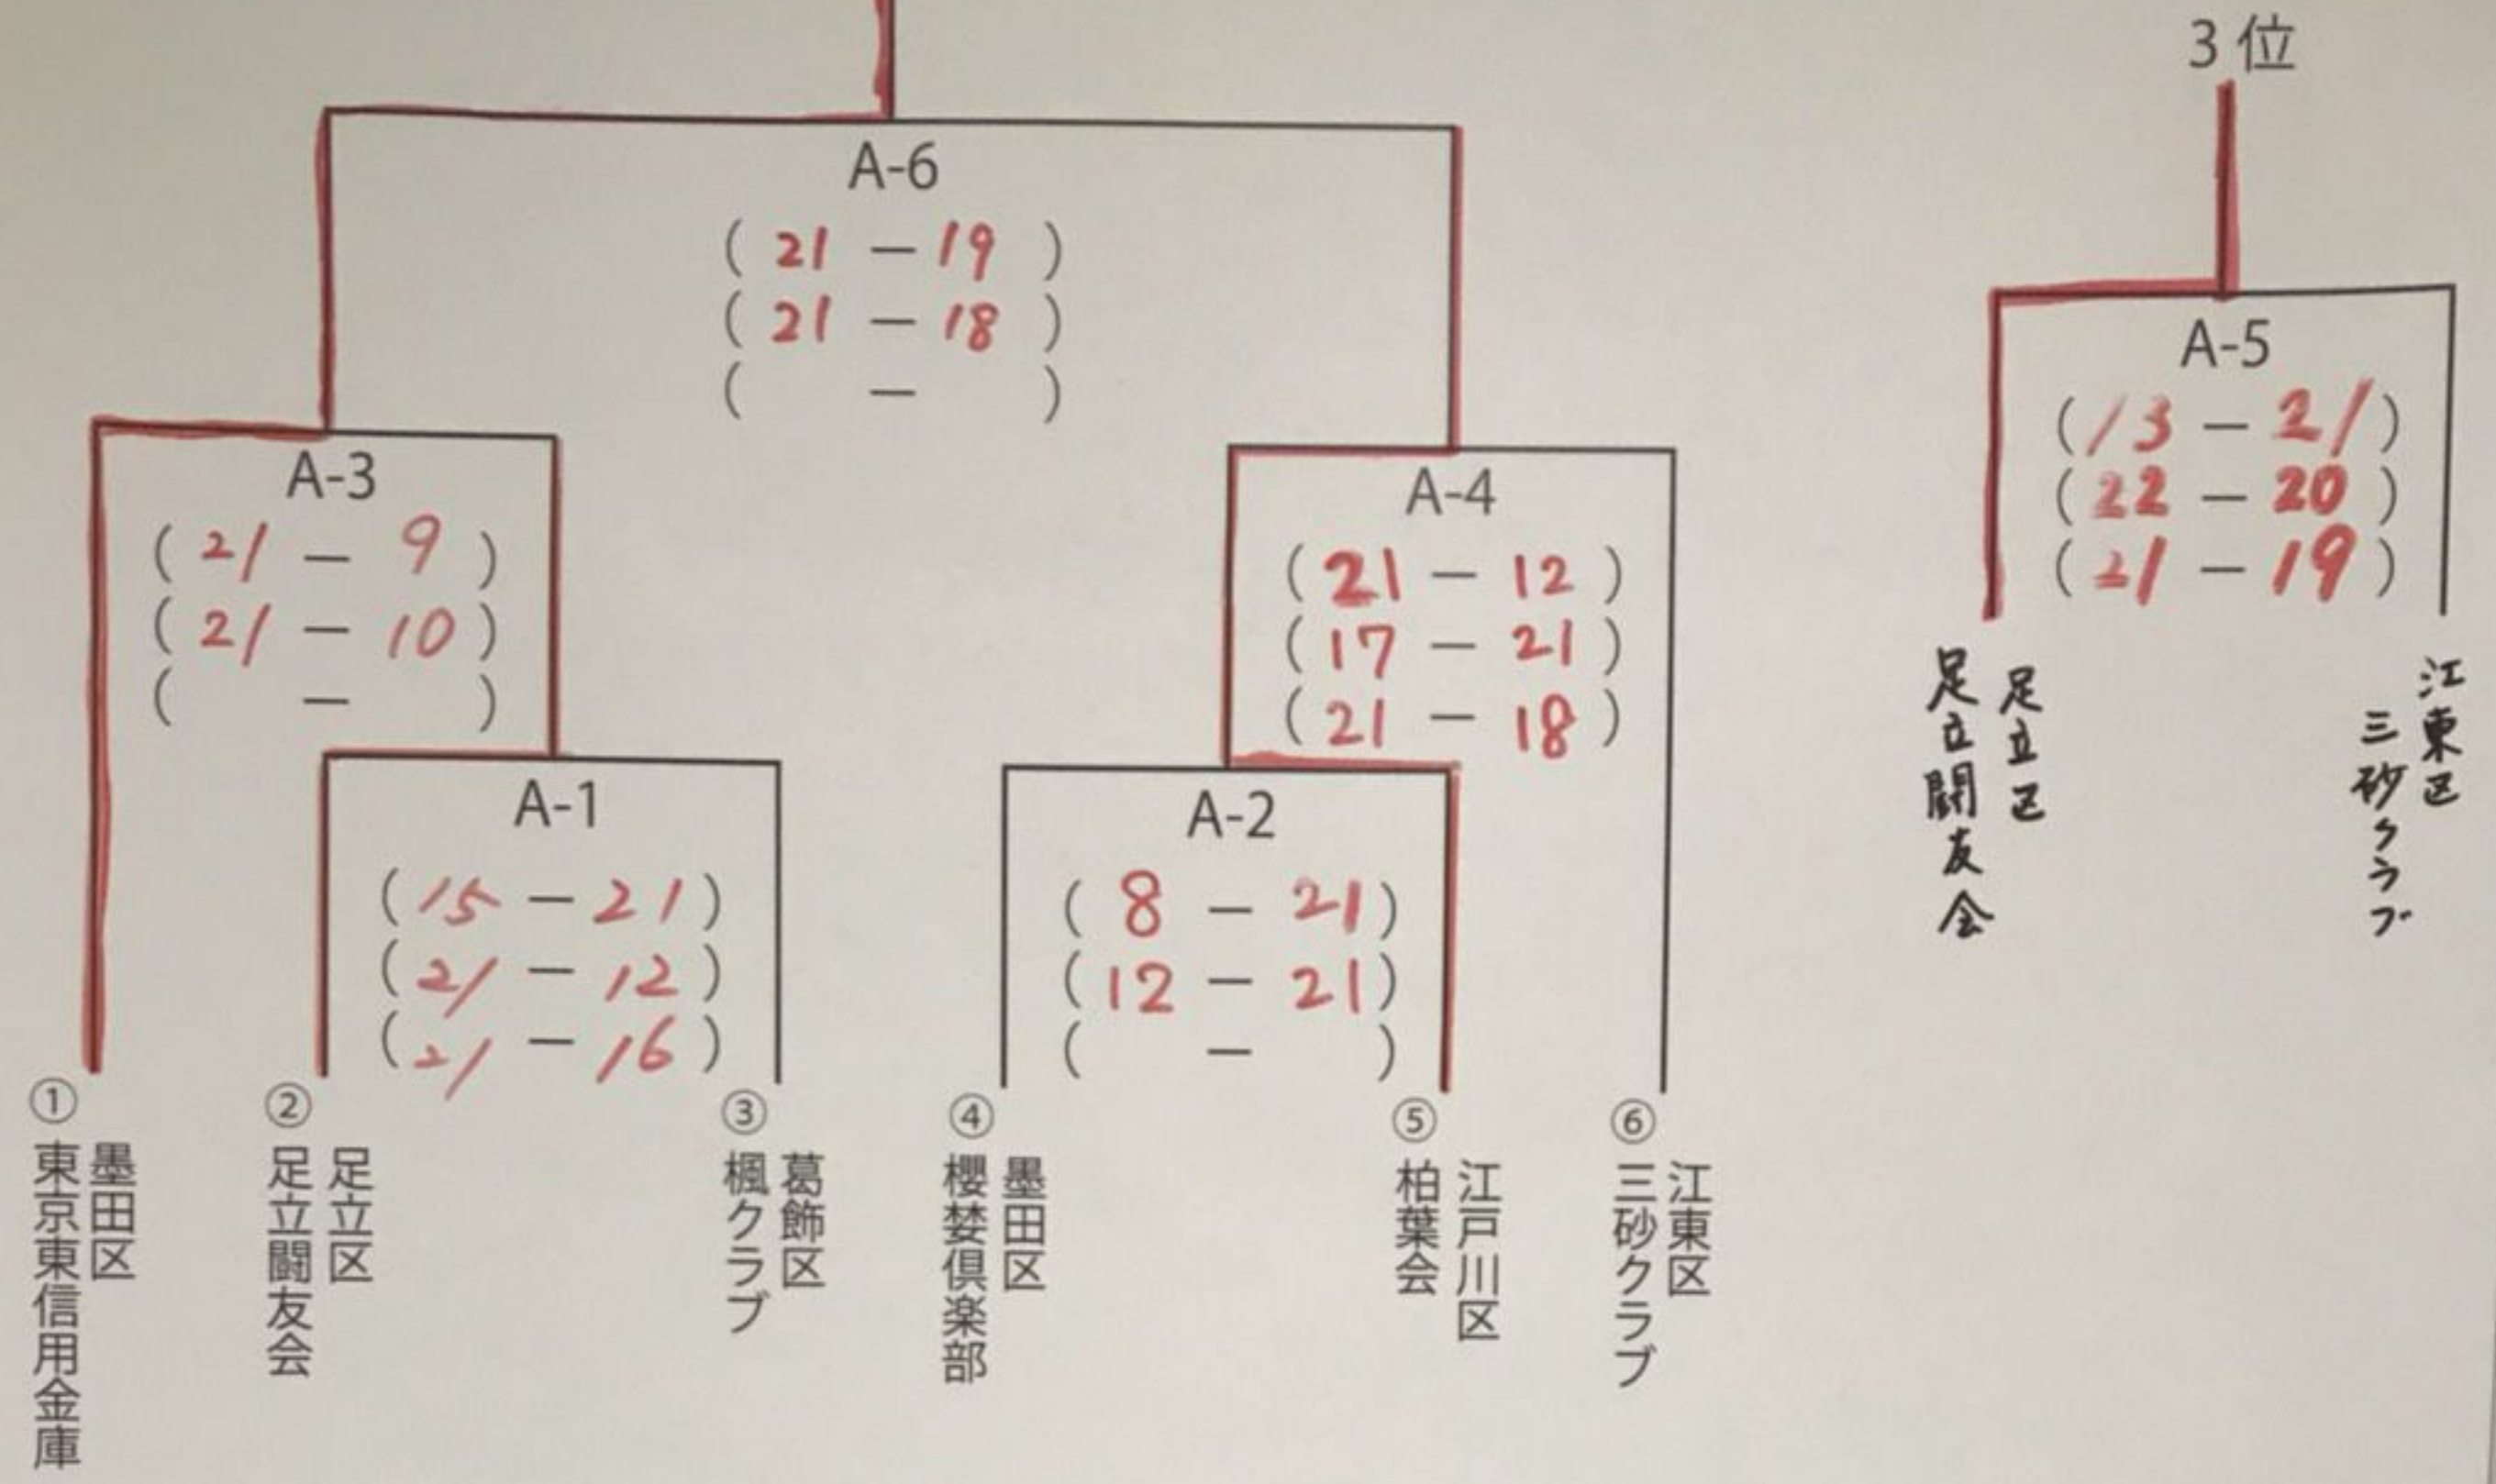 3位
A-6
( 21 — 19 )
( 21 — 18 )
( — )
A-5
( 13 — 21 )
( 22 — 20 )
( 21 — 19 )
足立区
足立闘友会
江東区
三砂クラブ
A-3
( 21 — 9 )
( 21 — 10 )
( — )
A-4
( 21 — 12 )
( 17 — 21 )
( 21 — 18 )
A-1
( 15 — 21 )
( 21 — 12 )
( 21 — 16 )
A-2
( 8 — 21 )
( 12 — 21 )
( — )
①
墨田区
東京東信用金庫
②
足立区
足立闘友会
③
葛飾区
楓クラブ
④
墨田区
櫻婪倶楽部
⑤
江戸川区
柏葉会
⑥
江東区
三砂クラブ